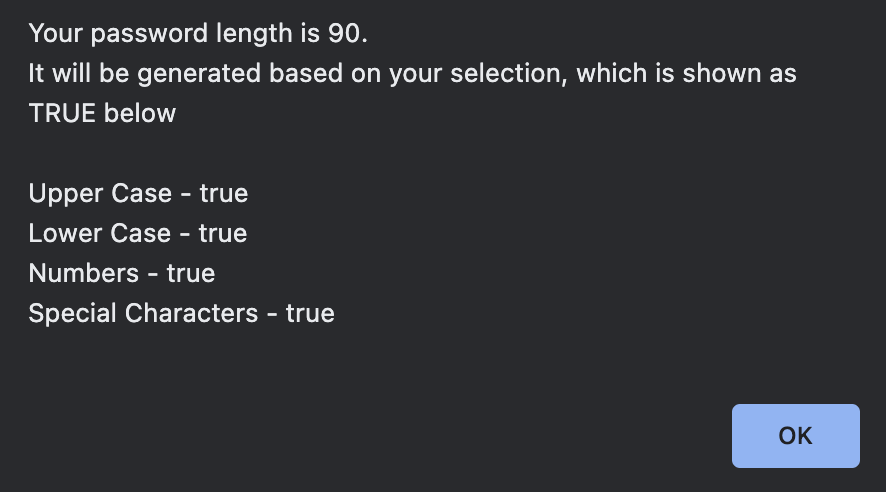 Your password length is 90.
It will be generated based on your selection, which is shown as
TRUE below
Upper Case - true
Lower Case - true
Numbers - true
Special Characters - true
OK